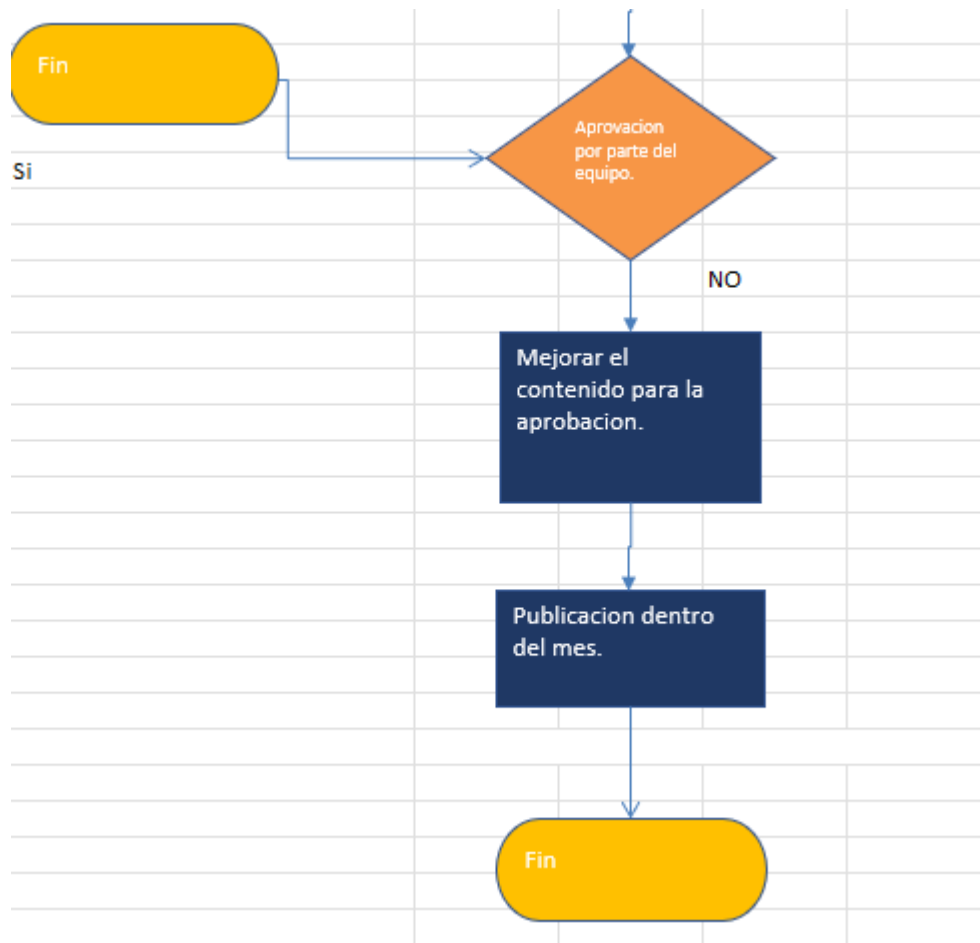 Fin
Aprovacion
por parte del
equipo.
Si
NO
Mejorar el
contenido para la
aprobacion.
Publicacion dentro
del mes.
Fin